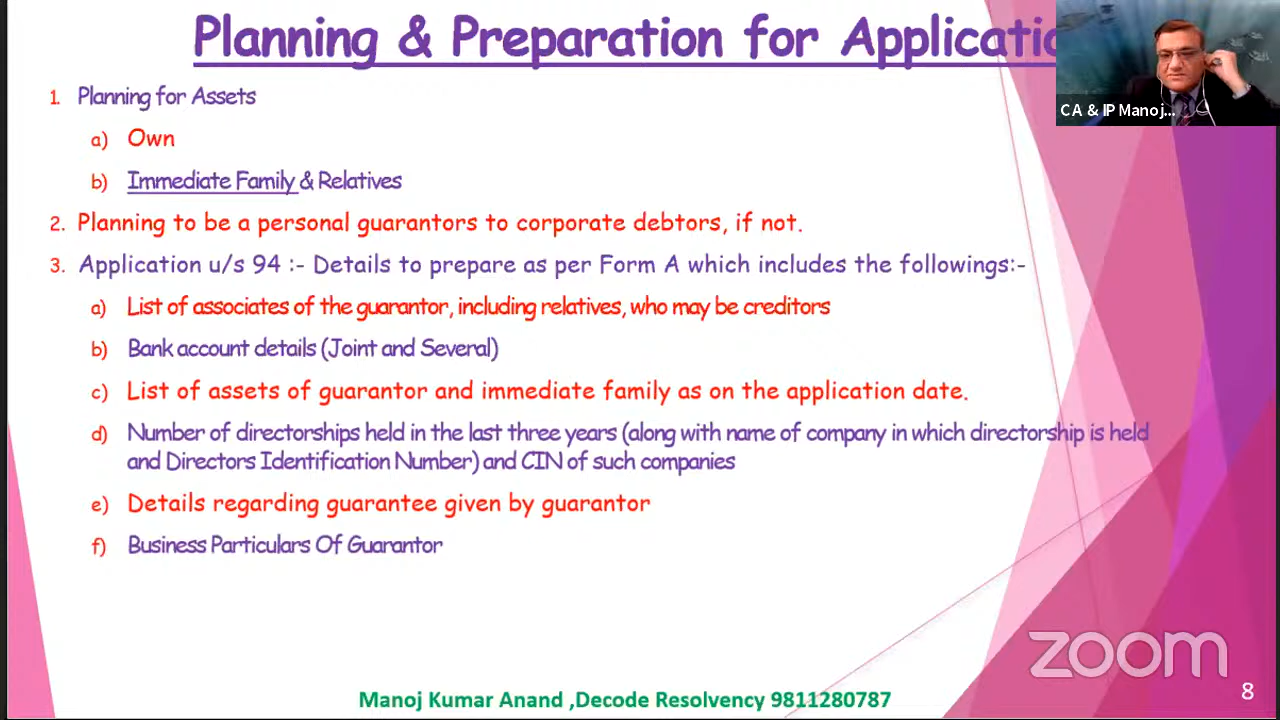 Planning & Preparation for Applicatio
CA & IP Manoj...
1. Planning for Assets
a) Own
b) Immediate Family & Relatives
2. Planning to be a personal guarantors to corporate debtors, if not.
3. Application u/s 94 :- Details to prepare as per Form A which includes the followings:-
a) List of associates of the guarantor, including relatives, who may be creditors
b) Bank account details (Joint and Several)
c) List of assets of guarantor and immediate family as on the application date.
d) Number of directorships held in the last three years (along with name of company in which directorship is held
and Directors Identification Number) and CIN of such companies
e) Details regarding guarantee given by guarantor
f) Business Particulars Of Guarantor
zoom
Manoj Kumar Anand ,Decode Resolvency 9811280787
8